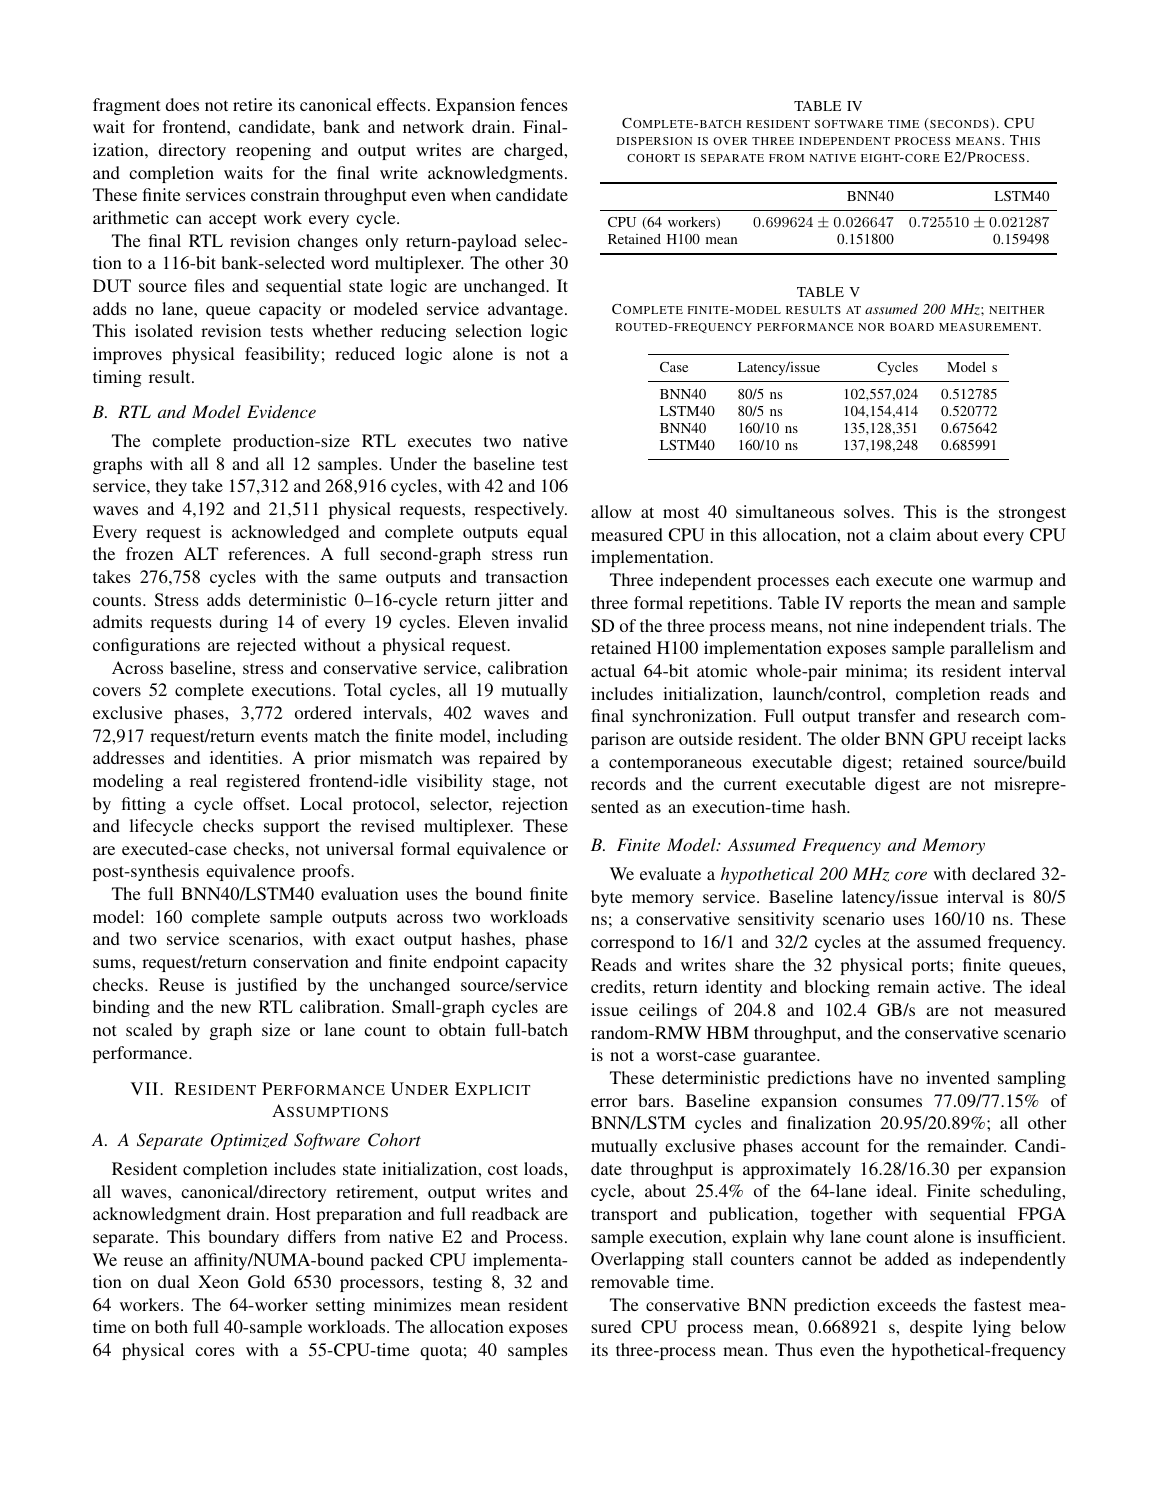 fragment does not retire its canonical effects. Expansion fences
wait for frontend, candidate, bank and network drain. Final-
ization, directory reopening and output writes are charged,
and completion waits for the final write acknowledgments.
These finite services constrain throughput even when candidate
arithmetic can accept work every cycle.
The final RTL revision changes only return-payload selec-
tion to a 116-bit bank-selected word multiplexer. The other 30
DUT source files and sequential state logic are unchanged. It
adds no lane, queue capacity or modeled service advantage.
This isolated revision tests whether reducing selection logic
improves physical feasibility; reduced logic alone is not a
timing result.
B. RTL and Model Evidence
The complete production-size RTL executes two native
graphs with all 8 and all 12 samples. Under the baseline test
service, they take 157,312 and 268,916 cycles, with 42 and 106
waves and 4,192 and 21,511 physical requests, respectively.
Every request is acknowledged and complete outputs equal
the frozen ALT references. A full second-graph stress run
takes 276,758 cycles with the same outputs and transaction
counts. Stress adds deterministic 0–16-cycle return jitter and
admits requests during 14 of every 19 cycles. Eleven invalid
configurations are rejected without a physical request.
Across baseline, stress and conservative service, calibration
covers 52 complete executions. Total cycles, all 19 mutually
exclusive phases, 3,772 ordered intervals, 402 waves and
72,917 request/return events match the finite model, including
addresses and identities. A prior mismatch was repaired by
modeling a real registered frontend-idle visibility stage, not
by fitting a cycle offset. Local protocol, selector, rejection
and lifecycle checks support the revised multiplexer. These
are executed-case checks, not universal formal equivalence or
post-synthesis equivalence proofs.
The full BNN40/LSTM40 evaluation uses the bound finite
model: 160 complete sample outputs across two workloads
and two service scenarios, with exact output hashes, phase
sums, request/return conservation and finite endpoint capacity
checks. Reuse is justified by the unchanged source/service
binding and the new RTL calibration. Small-graph cycles are
not scaled by graph size or lane count to obtain full-batch
performance.
VII. RESIDENT PERFORMANCE UNDER EXPLICIT
ASSUMPTIONS
A. A Separate Optimized Software Cohort
Resident completion includes state initialization, cost loads,
all waves, canonical/directory retirement, output writes and
acknowledgment drain. Host preparation and full readback are
separate. This boundary differs from native E2 and Process.
We reuse an affinity/NUMA-bound packed CPU implementa-
tion on dual Xeon Gold 6530 processors, testing 8, 32 and
64 workers. The 64-worker setting minimizes mean resident
time on both full 40-sample workloads. The allocation exposes
64 physical cores with a 55-CPU-time quota; 40 samples
TABLE IV
COMPLETE-BATCH RESIDENT SOFTWARE TIME (SECONDS). CPU
DISPERSION IS OVER THREE INDEPENDENT PROCESS MEANS. THIS
COHORT IS SEPARATE FROM NATIVE EIGHT-CORE E2/PROCESS.
BNN40 LSTM40
CPU (64 workers) 0.699624 ± 0.026647 0.725510 ± 0.021287
Retained H100 mean 0.151800 0.159498
TABLE V
COMPLETE FINITE-MODEL RESULTS AT assumed 200 MHz; NEITHER
ROUTED-FREQUENCY PERFORMANCE NOR BOARD MEASUREMENT.
Case Latency/issue Cycles Model s
BNN40 80/5 ns 102,557,024 0.512785
LSTM40 80/5 ns 104,154,414 0.520772
BNN40 160/10 ns 135,128,351 0.675642
LSTM40 160/10 ns 137,198,248 0.685991
allow at most 40 simultaneous solves. This is the strongest
measured CPU in this allocation, not a claim about every CPU
implementation.
Three independent processes each execute one warmup and
three formal repetitions. Table IV reports the mean and sample
SD of the three process means, not nine independent trials. The
retained H100 implementation exposes sample parallelism and
actual 64-bit atomic whole-pair minima; its resident interval
includes initialization, launch/control, completion reads and
final synchronization. Full output transfer and research com-
parison are outside resident. The older BNN GPU receipt lacks
a contemporaneous executable digest; retained source/build
records and the current executable digest are not misrepre-
sented as an execution-time hash.
B. Finite Model: Assumed Frequency and Memory
We evaluate a hypothetical 200 MHz core with declared 32-
byte memory service. Baseline latency/issue interval is 80/5
ns; a conservative sensitivity scenario uses 160/10 ns. These
correspond to 16/1 and 32/2 cycles at the assumed frequency.
Reads and writes share the 32 physical ports; finite queues,
credits, return identity and blocking remain active. The ideal
issue ceilings of 204.8 and 102.4 GB/s are not measured
random-RMW HBM throughput, and the conservative scenario
is not a worst-case guarantee.
These deterministic predictions have no invented sampling
error bars. Baseline expansion consumes 77.09/77.15% of
BNN/LSTM cycles and finalization 20.95/20.89%; all other
mutually exclusive phases account for the remainder. Candi-
date throughput is approximately 16.28/16.30 per expansion
cycle, about 25.4% of the 64-lane ideal. Finite scheduling,
transport and publication, together with sequential FPGA
sample execution, explain why lane count alone is insufficient.
Overlapping stall counters cannot be added as independently
removable time.
The conservative BNN prediction exceeds the fastest mea-
sured CPU process mean, 0.668921 s, despite lying below
its three-process mean. Thus even the hypothetical-frequency